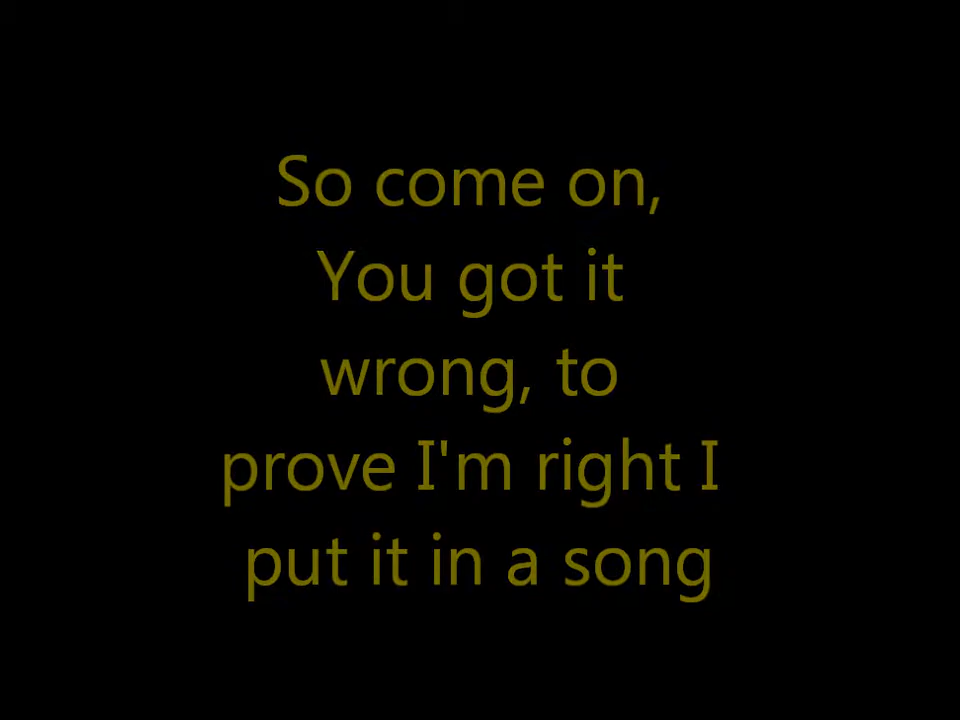 So come on,
You got it
wrong, to
prove I'm right I
put it in a song